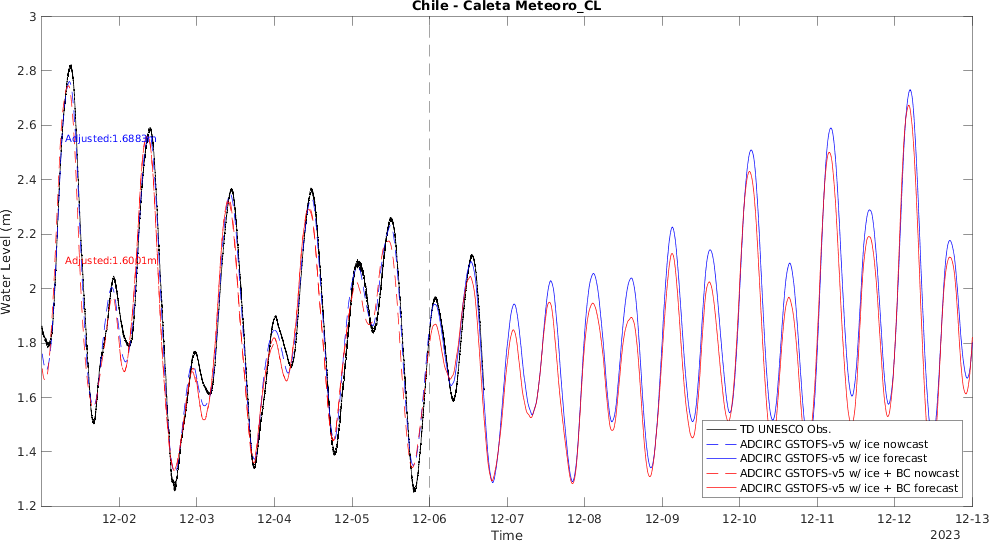 Chile - Caleta Meteoro_CL
3
2.8
2.6
2.4
2.2
2
1.8
1.6
1.4
1.2
Water Level (m)
Adjusted:1.6883m
Adjusted:1.6001m
TD UNESCO Obs.
ADCIRC GSTOFS-v5 w/ ice nowcast
ADCIRC GSTOFS-v5 w/ ice forecast
ADCIRC GSTOFS-v5 w/ ice + BC nowcast
ADCIRC GSTOFS-v5 w/ ice + BC forecast
12-02 12-03 12-04 12-05 12-06 12-07 12-08 12-09 12-10 12-11 12-12 12-13
Time
2023